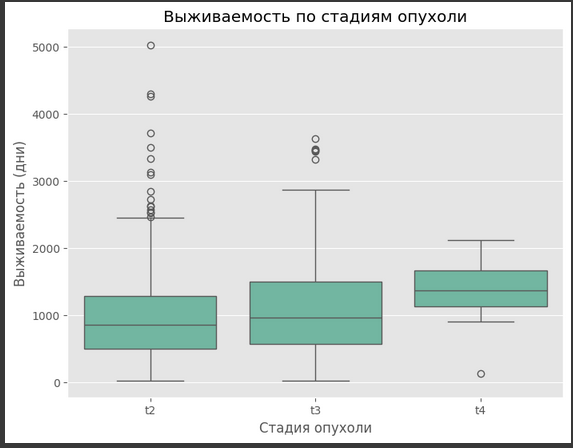 Выживаемость по стадиям опухоли
5000
4000
3000
2000
1000
0
Выживаемость (дни)
t2 t3 t4
Стадия опухоли